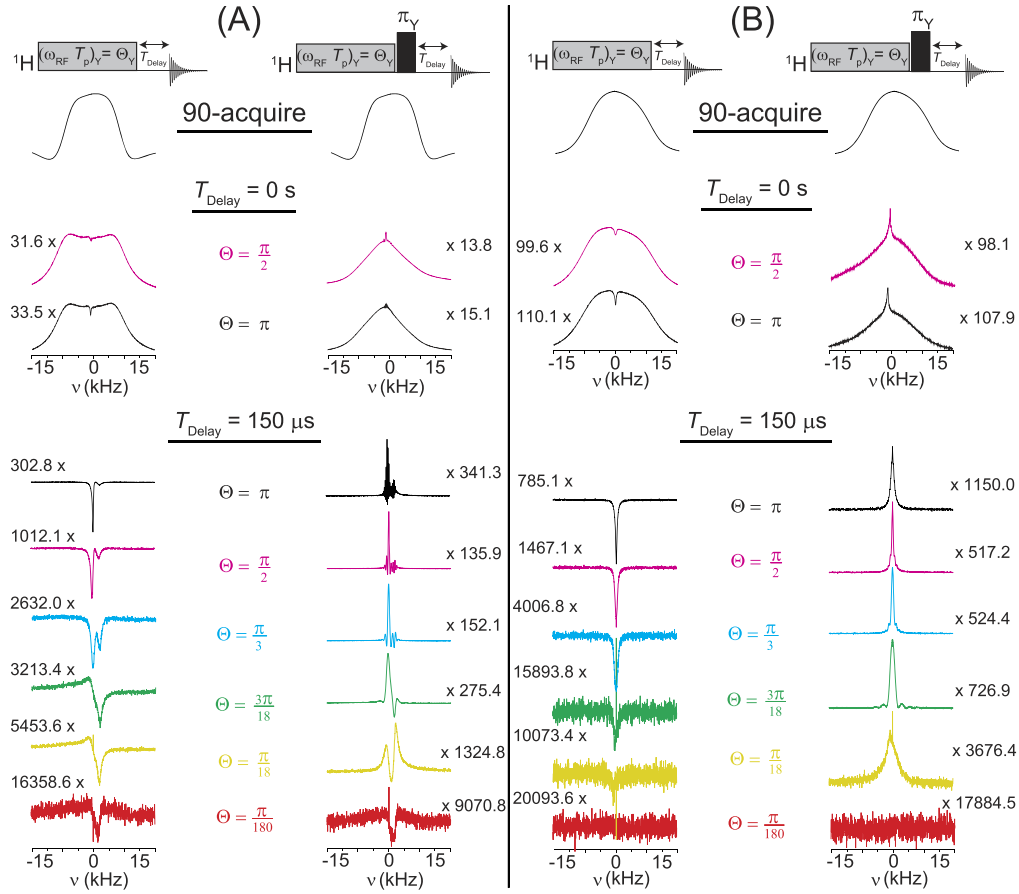 (A)
π_Y
¹H (ω_RF T_p)_Y = Θ_Y T_Delay
¹H (ω_RF T_p)_Y = Θ_Y T_Delay
90-acquire
T_Delay = 0 s
31.6 x Θ = π/2 x 13.8
33.5 x Θ = π x 15.1
-15 0 15 -15 0 15
ν (kHz) ν (kHz)
T_Delay = 150 μs
302.8 x Θ = π x 341.3
1012.1 x Θ = π/2 x 135.9
2632.0 x Θ = π/3 x 152.1
3213.4 x Θ = 3π/18 x 275.4
5453.6 x Θ = π/18 x 1324.8
16358.6 x Θ = π/180 x 9070.8
-15 0 15 -15 0 15
ν (kHz) ν (kHz)
(B)
π_Y
¹H (ω_RF T_p)_Y = Θ_Y T_Delay
¹H (ω_RF T_p)_Y = Θ_Y T_Delay
90-acquire
T_Delay = 0 s
99.6 x Θ = π/2 x 98.1
110.1 x Θ = π x 107.9
-15 0 15 -15 0 15
ν (kHz) ν (kHz)
T_Delay = 150 μs
785.1 x Θ = π x 1150.0
1467.1 x Θ = π/2 x 517.2
4006.8 x Θ = π/3 x 524.4
15893.8 x Θ = 3π/18 x 726.9
10073.4 x Θ = π/18 x 3676.4
20093.6 x Θ = π/180 x 17884.5
-15 0 15 -15 0 15
ν (kHz) ν (kHz)